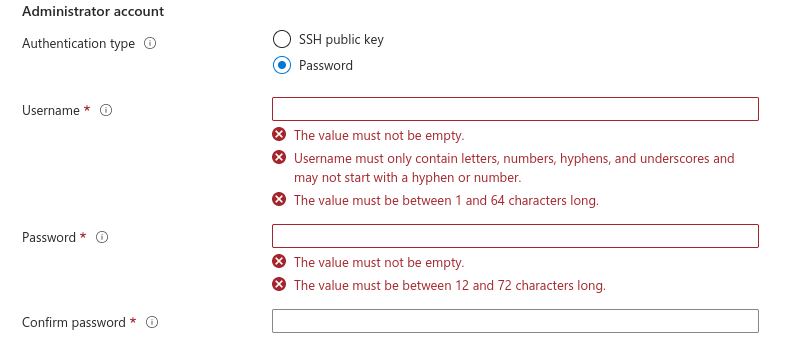 Administrator account
Authentication type
SSH public key
Password
Username *
The value must not be empty.
Username must only contain letters, numbers, hyphens, and underscores and
may not start with a hyphen or number.
The value must be between 1 and 64 characters long.
Password *
The value must not be empty.
The value must be between 12 and 72 characters long.
Confirm password *